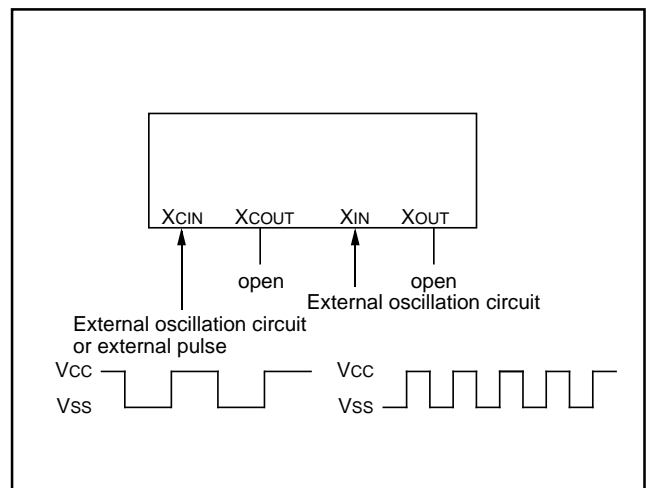 XCIN XCOUT XIN XOUT
open open
External oscillation circuit
External oscillation circuit
or external pulse
VCC VCC
VSS VSS